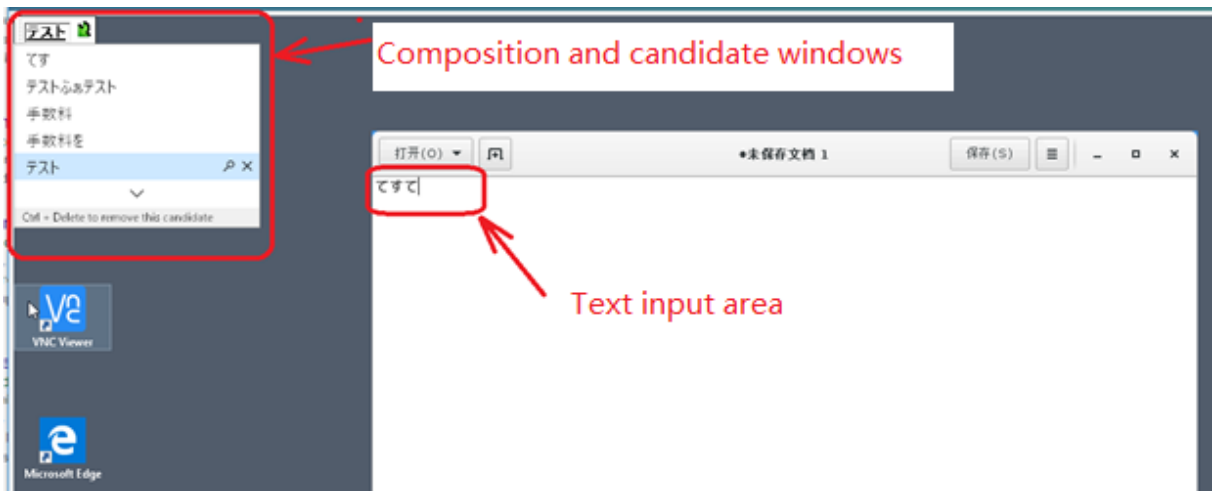 テスト
てす
テストふぁテスト
手数料
手数料を
テスト
Ctrl + Delete to remove this candidate
Composition and candidate windows
打开(O)
•未保存文档 1
保存(S)
てすて
Text input area
VNC Viewer
Microsoft Edge